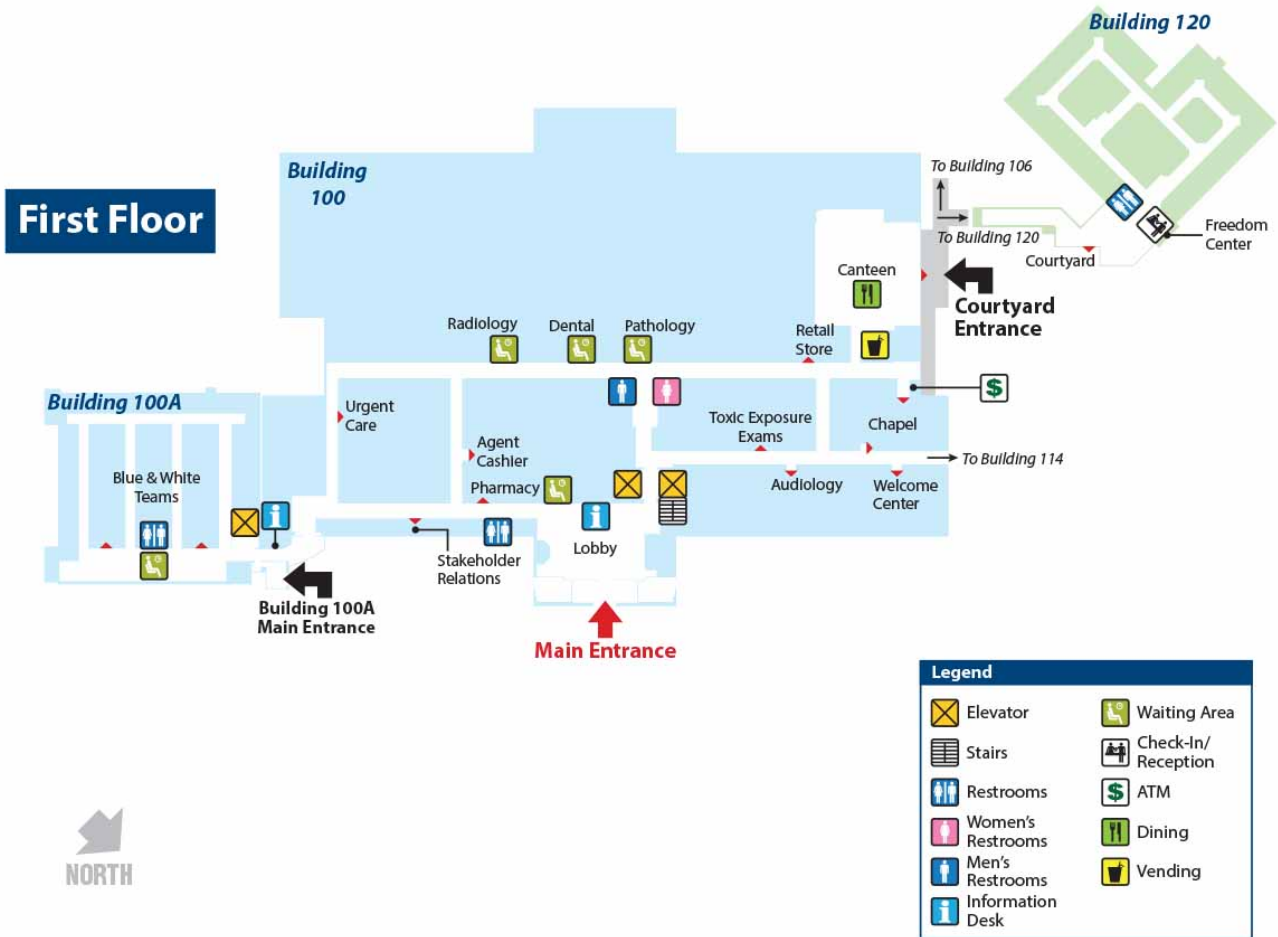 Building 120
To Building 106
Building
100
First Floor
To Building 120
Freedom
Center
Courtyard
Canteen
Courtyard
Entrance
Radiology
Dental
Pathology
Retail
Store
$
Building 100A
Urgent
Care
Toxic Exposure
Exams
Chapel
Agent
Cashier
To Building 114
Blue & White
Teams
Pharmacy
Audiology
Welcome
Center
i
i
Lobby
Stakeholder
Relations
Building 100A
Main Entrance
Main Entrance
Legend
Elevator
Waiting Area
Stairs
Check-In/
Reception
Restrooms
$ ATM
Women's
Restrooms
Dining
Men's
Restrooms
Vending
i Information
Desk
NORTH